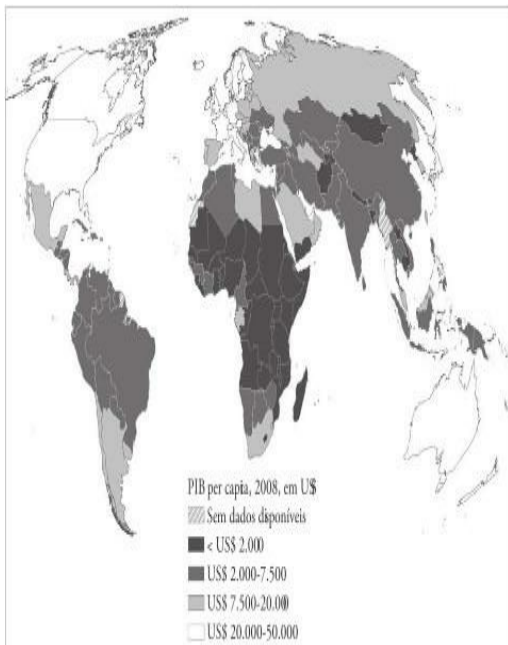 PIB per capita, 2008, em US$
Sem dados disponíveis
< US$ 2.000
US$ 2.000-7.500
US$ 7.500-20.000
US$ 20.000-50.000